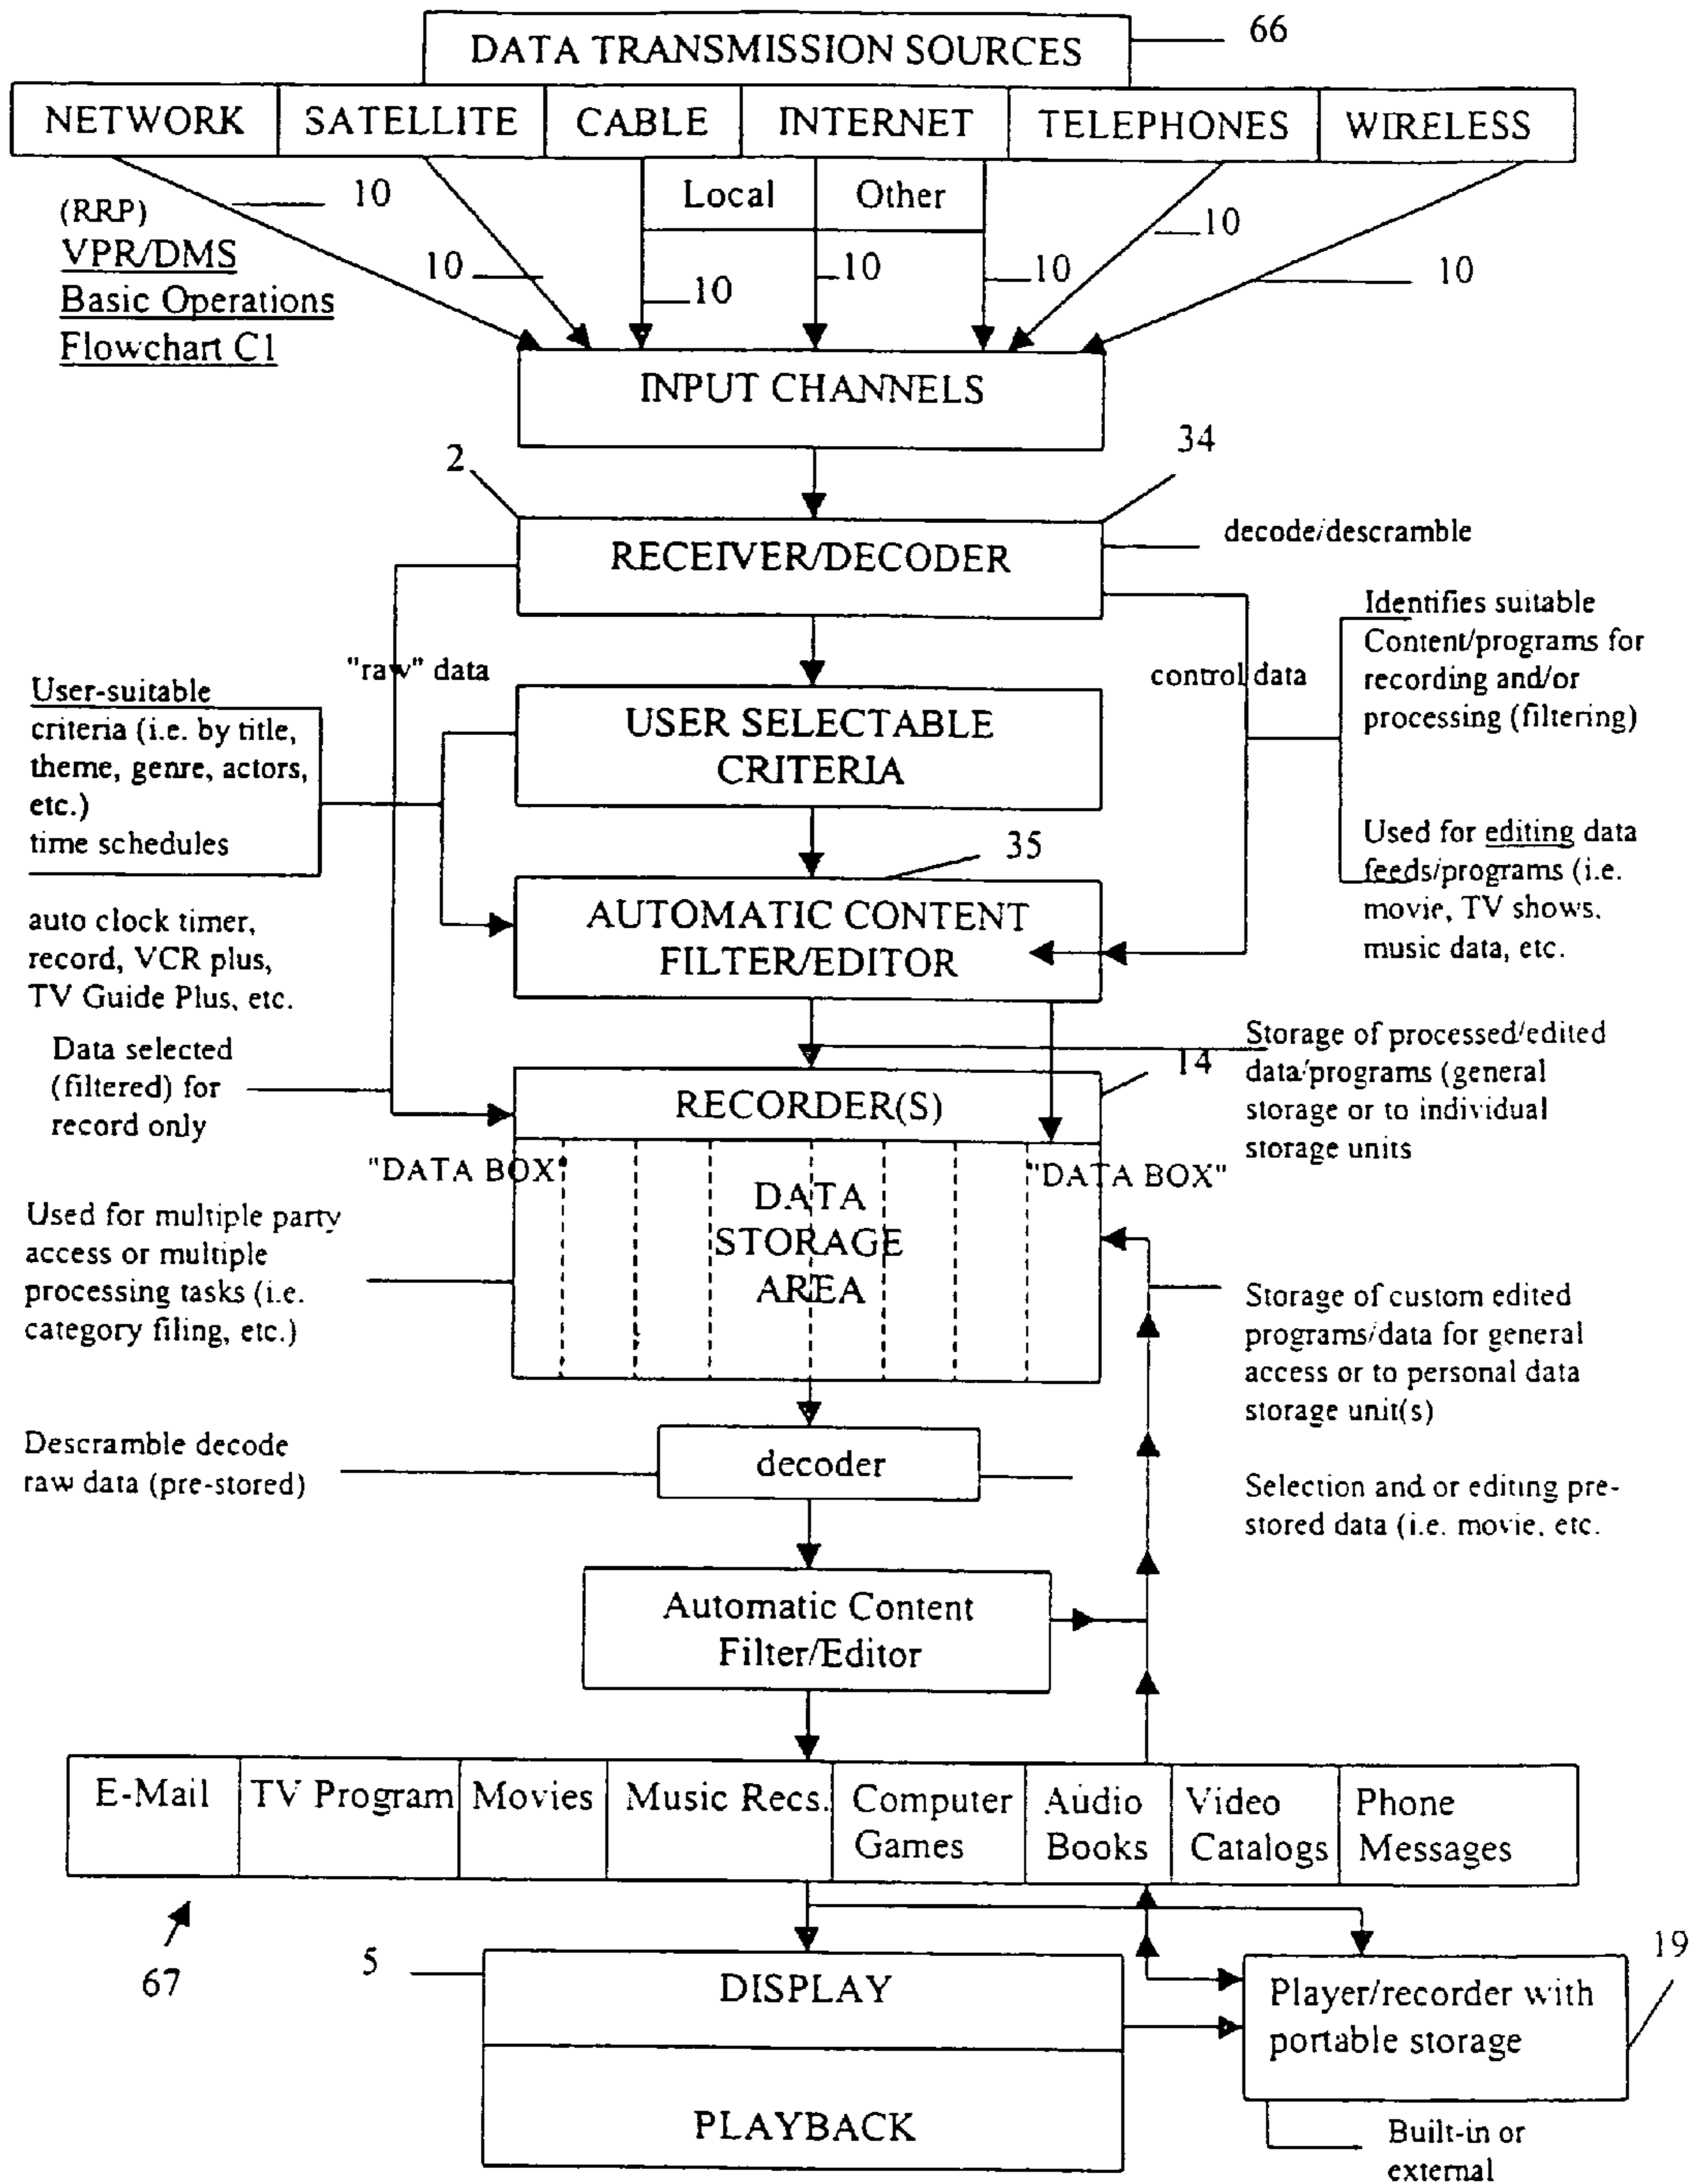 66
DATA TRANSMISSION SOURCES
NETWORK SATELLITE CABLE INTERNET TELEPHONES WIRELESS
Local Other
10
10
10
10
10
10
10
(RRP)
VPR/DMS
Basic Operations
Flowchart C1
INPUT CHANNELS
2
34
RECEIVER/DECODER
decode/descramble
"raw" data
control data
Identifies suitable
Content/programs for
recording and/or
processing (filtering)
User-suitable
criteria (i.e. by title,
theme, genre, actors,
etc.)
time schedules
USER SELECTABLE
CRITERIA
Used for editing data
feeds/programs (i.e.
movie, TV shows,
music data, etc.
35
auto clock timer,
record, VCR plus,
TV Guide Plus, etc.
AUTOMATIC CONTENT
FILTER/EDITOR
Data selected
(filtered) for
record only
14
Storage of processed/edited
data/programs (general
storage or to individual
storage units
RECORDER(S)
"DATA BOX"
"DATA BOX"
DATA
STORAGE
AREA
Used for multiple party
access or multiple
processing tasks (i.e.
category filing, etc.)
Storage of custom edited
programs/data for general
access or to personal data
storage unit(s)
Descramble decode
raw data (pre-stored)
decoder
Selection and or editing pre-
stored data (i.e. movie, etc.
Automatic Content
Filter/Editor
E-Mail TV Program Movies Music Recs. Computer Games Audio Books Video Catalogs Phone Messages
67
5
19
DISPLAY
PLAYBACK
Player/recorder with
portable storage
Built-in or
external